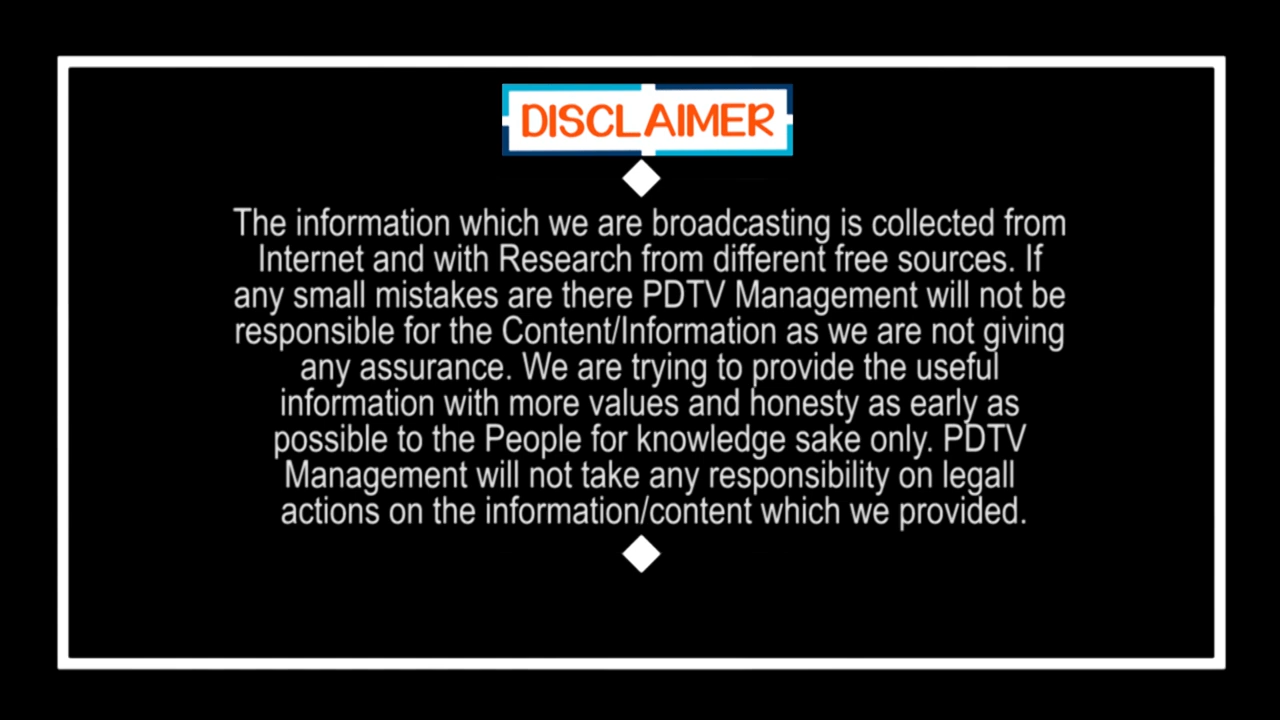 DISCLAIMER
The information which we are broadcasting is collected from
Internet and with Research from different free sources. If
any small mistakes are there PDTV Management will not be
responsible for the Content/Information as we are not giving
any assurance. We are trying to provide the useful
information with more values and honesty as early as
possible to the People for knowledge sake only. PDTV
Management will not take any responsibility on legall
actions on the information/content which we provided.